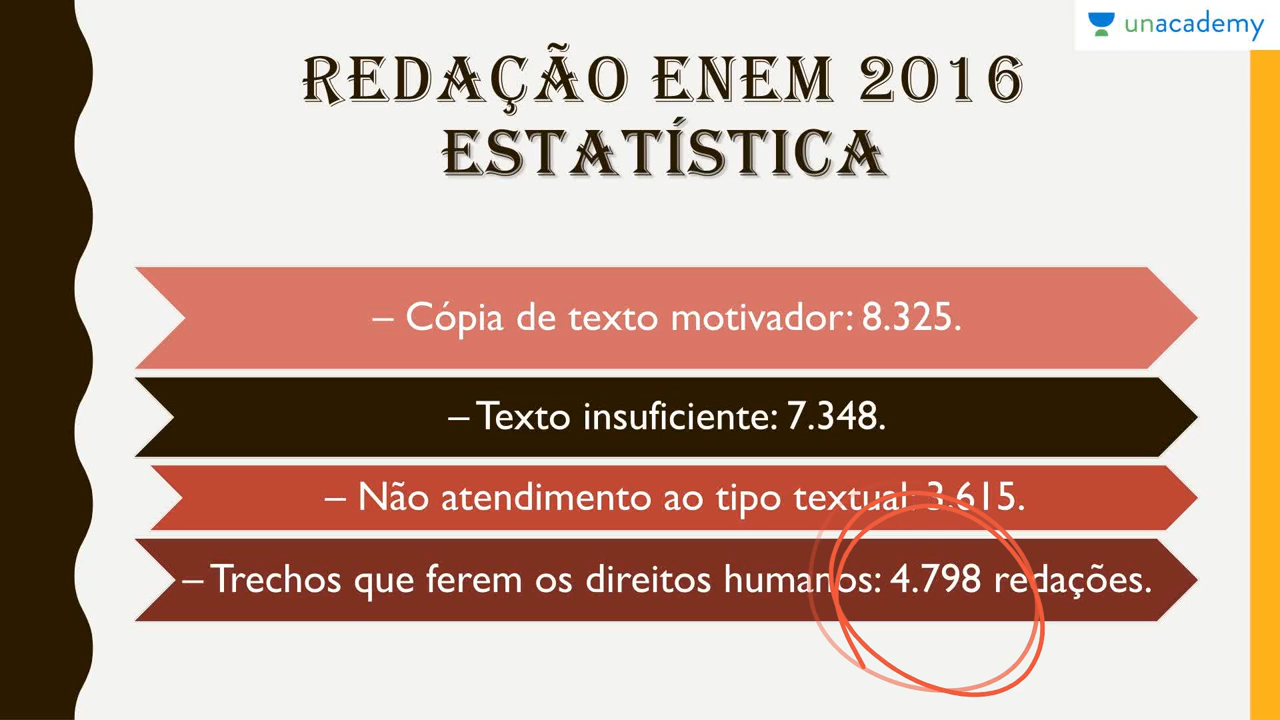 unacademy
REDAÇÃO ENEM 2016
ESTATÍSTICA
– Cópia de texto motivador: 8.325.
– Texto insuficiente: 7.348.
– Não atendimento ao tipo textual: 3.615.
– Trechos que ferem os direitos humanos: 4.798 redações.